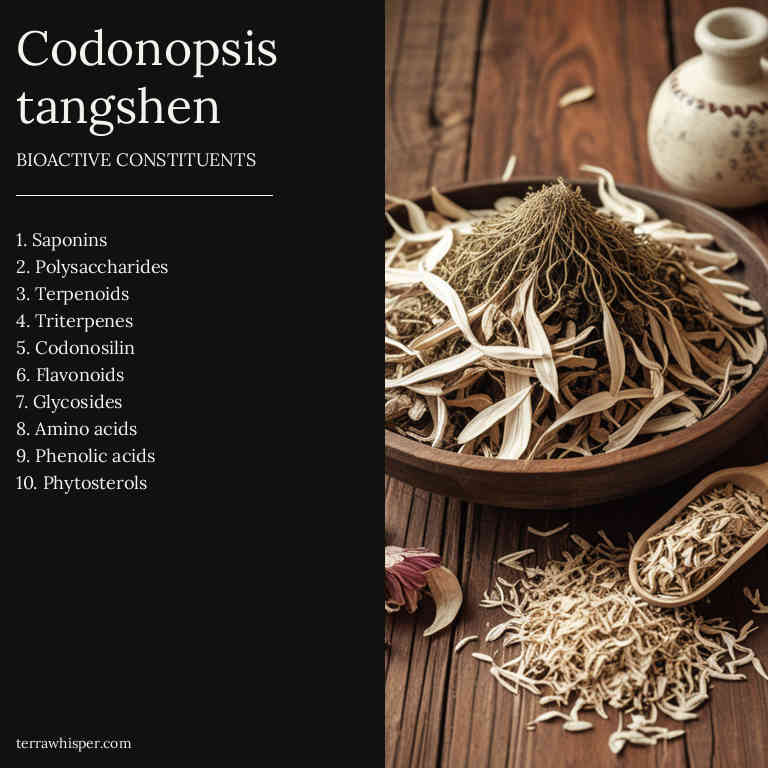 Codonopsis
tangshen
BIOACTIVE CONSTITUENTS
1. Saponins
2. Polysaccharides
3. Terpenoids
4. Triterpenes
5. Codonosilin
6. Flavonoids
7. Glycosides
8. Amino acids
9. Phenolic acids
10. Phytosterols
terrawhisper.com